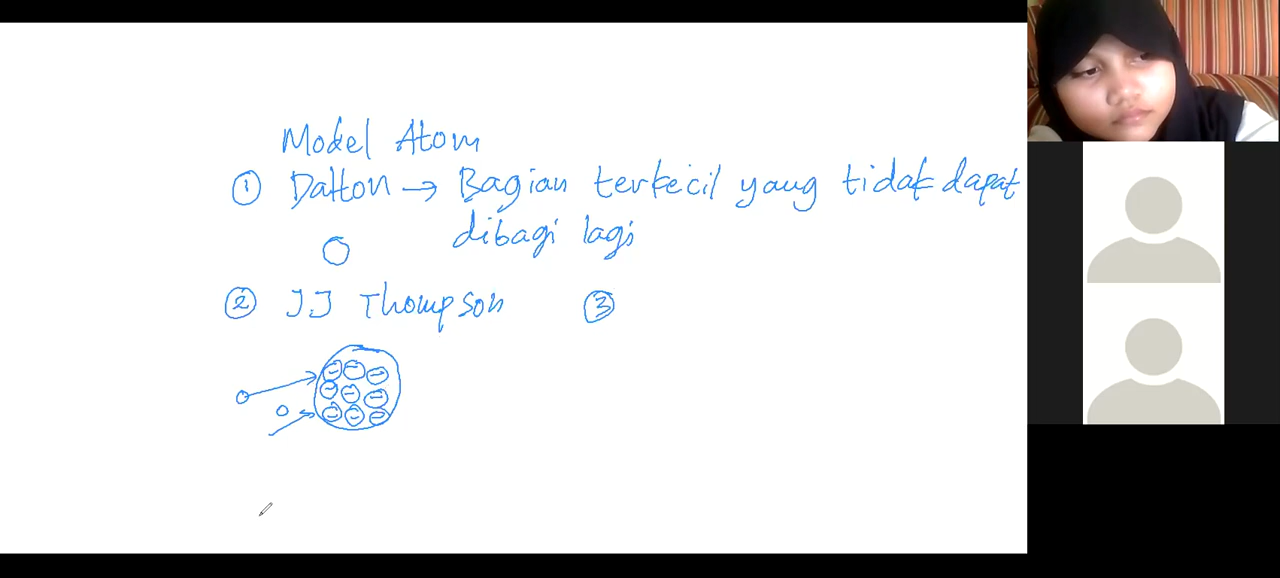 Model Atom
① Dalton → Bagian terkecil yang tidak dapat
dibagi lagi
② JJ Thompson ③